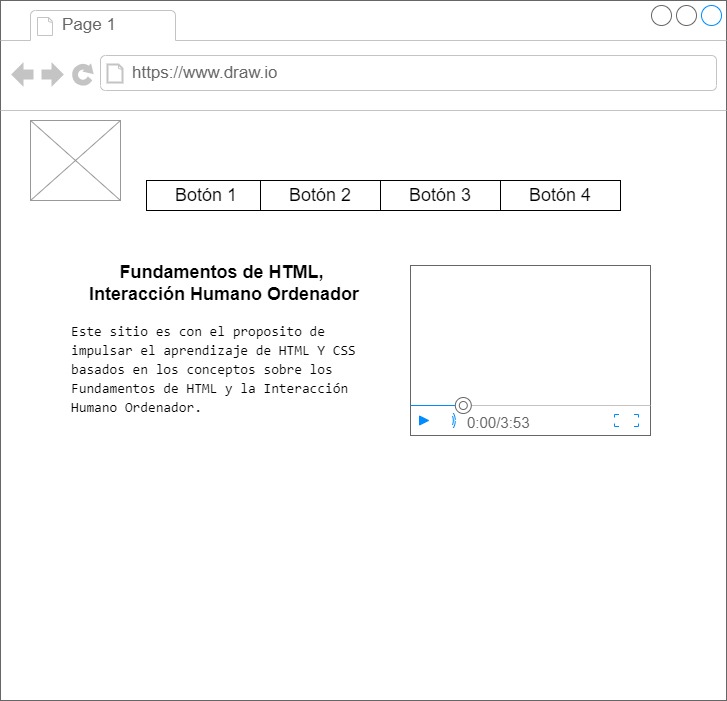 Page 1
https://www.draw.io
Botón 1
Botón 2
Botón 3
Botón 4
Fundamentos de HTML,
Interacción Humano Ordenador
Este sitio es con el proposito de
impulsar el aprendizaje de HTML Y CSS
basados en los conceptos sobre los
Fundamentos de HTML y la Interacción
Humano Ordenador.
0:00/3:53